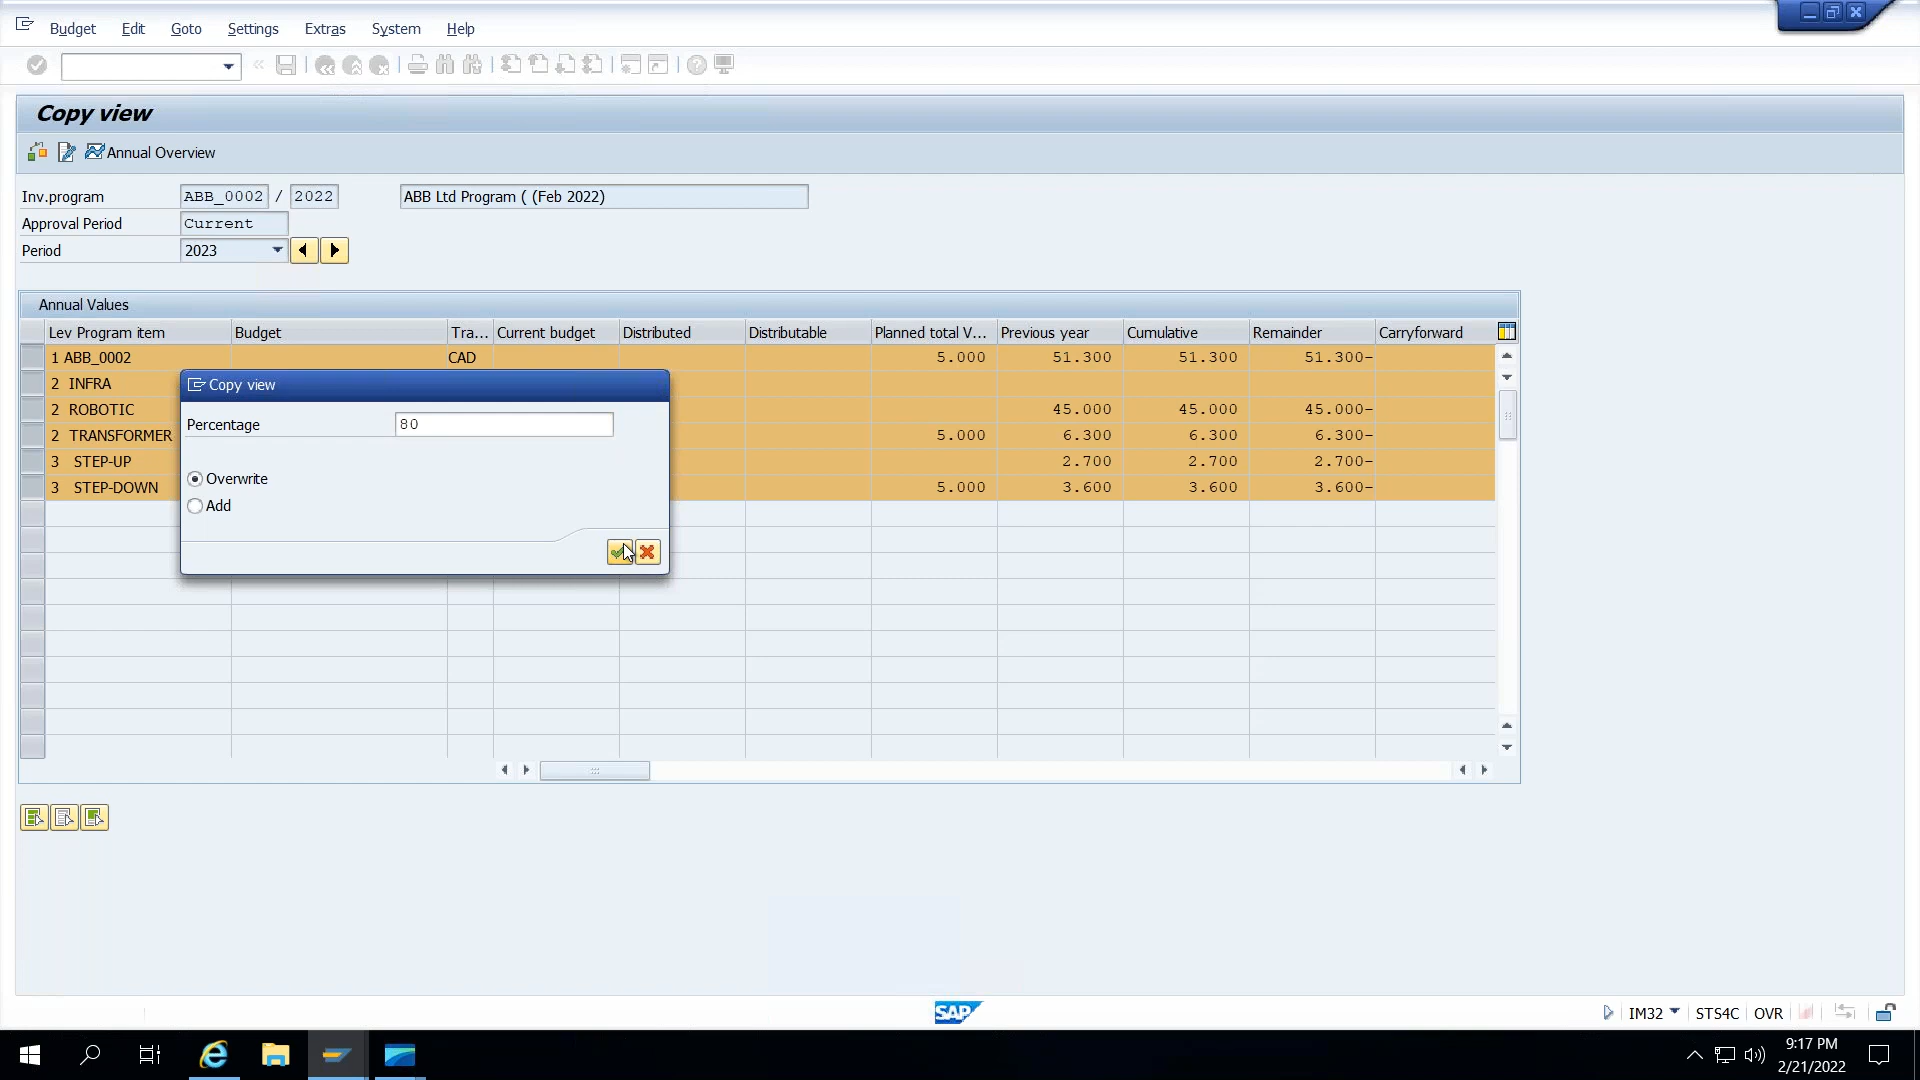 Budget Edit Goto Settings Extras System Help
Copy view
Annual Overview
Inv.program ABB_0002 / 2022 ABB Ltd Program ( (Feb 2022)
Approval Period Current
Period 2023
Annual Values
Lev Program item Budget Tra... Current budget Distributed Distributable Planned total V... Previous year Cumulative Remainder Carryforward
1 ABB_0002 CAD 5.000 51.300 51.300 51.300-
2 INFRA
2 ROBOTIC 45.000 45.000 45.000-
2 TRANSFORMER 5.000 6.300 6.300 6.300-
3 STEP-UP 2.700 2.700 2.700-
3 STEP-DOWN 5.000 3.600 3.600 3.600-
Copy view
Percentage 80
Overwrite
Add
SAP IM32 STS4C OVR
9:17 PM
2/21/2022